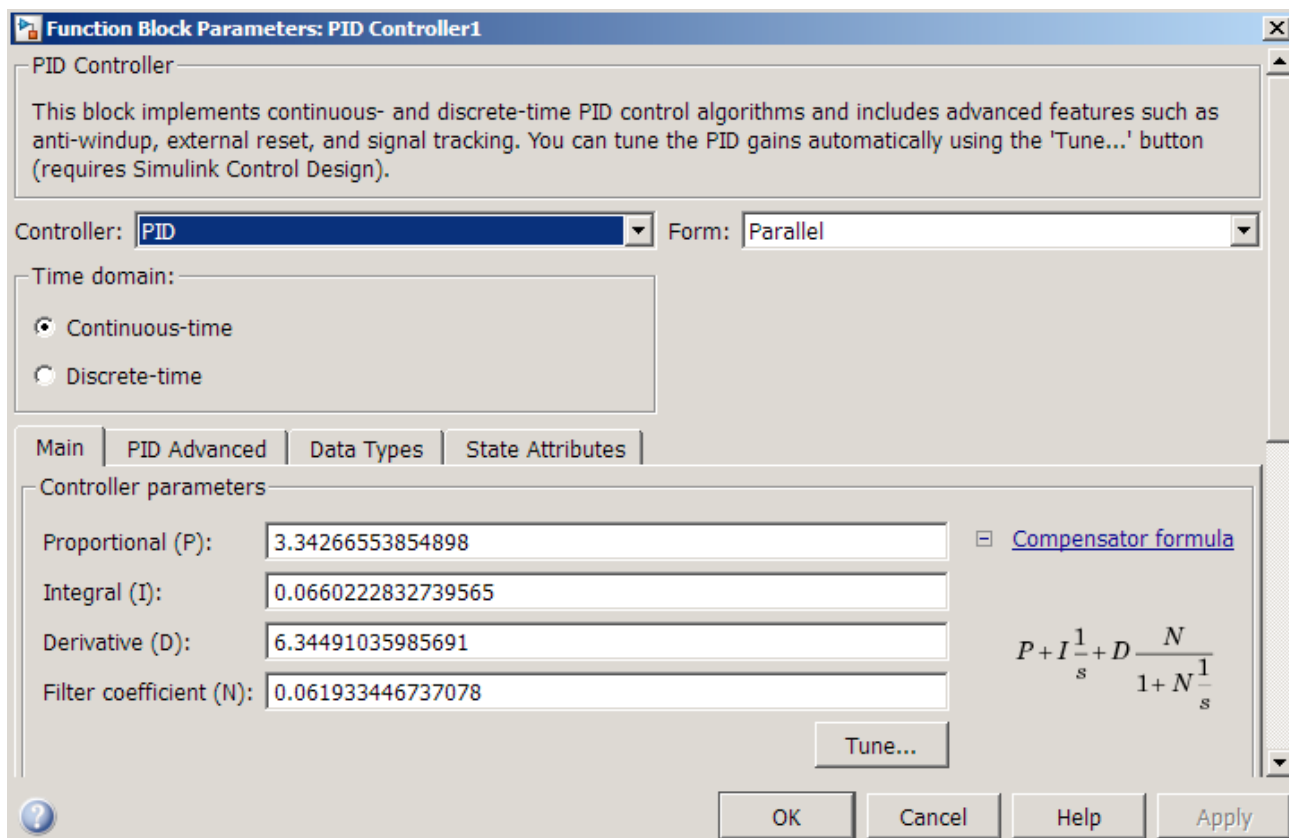 Function Block Parameters: PID Controller1
PID Controller
This block implements continuous- and discrete-time PID control algorithms and includes advanced features such as
anti-windup, external reset, and signal tracking. You can tune the PID gains automatically using the 'Tune...' button
(requires Simulink Control Design).
Controller: PID Form: Parallel
Time domain:
Continuous-time
Discrete-time
Main PID Advanced Data Types State Attributes
Controller parameters
Proportional (P): 3.34266553854898 Compensator formula
Integral (I): 0.0660222832739565
Derivative (D): 6.34491035985691
Filter coefficient (N): 0.061933446737078
P + I 1/s + D N/(1 + N 1/s)
Tune...
OK Cancel Help Apply